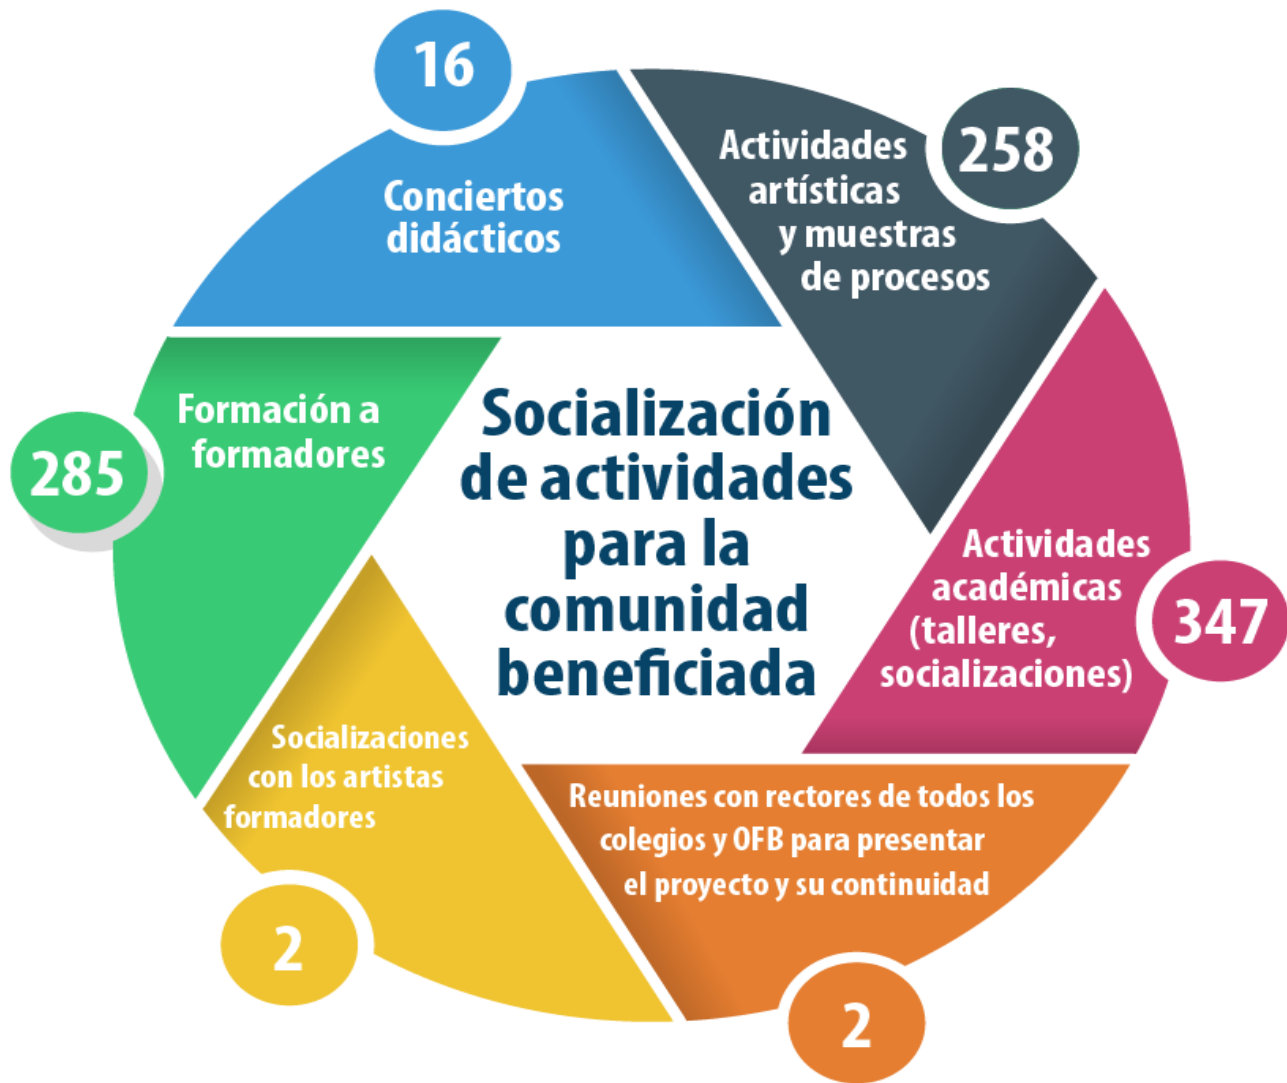 16
Conciertos
didácticos
258
Actividades
artísticas
y muestras
de procesos
347
Actividades
académicas
(talleres,
socializaciones)
2
Reuniones con rectores de todos los
colegios y OFB para presentar
el proyecto y su continuidad
2
Socializaciones
con los artistas
formadores
285
Formación a
formadores
Socialización
de actividades
para la
comunidad
beneficiada